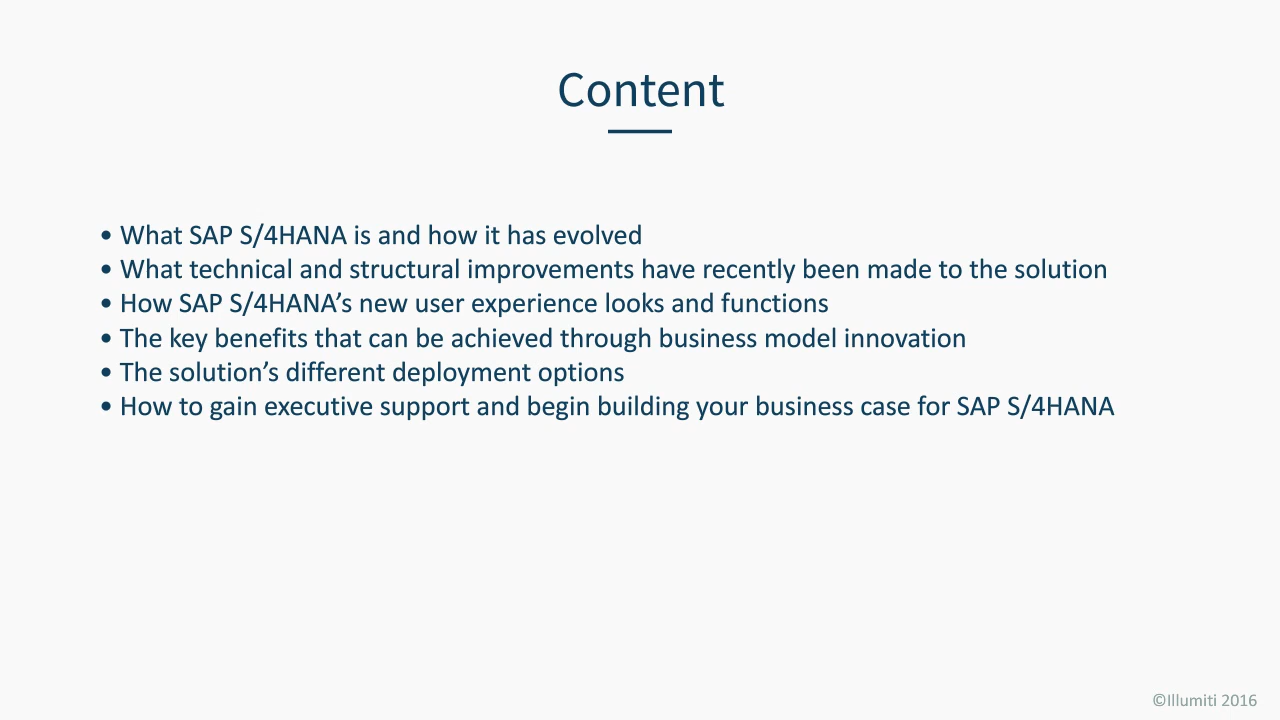 Content
• What SAP S/4HANA is and how it has evolved
• What technical and structural improvements have recently been made to the solution
• How SAP S/4HANA’s new user experience looks and functions
• The key benefits that can be achieved through business model innovation
• The solution’s different deployment options
• How to gain executive support and begin building your business case for SAP S/4HANA
©Illumiti 2016